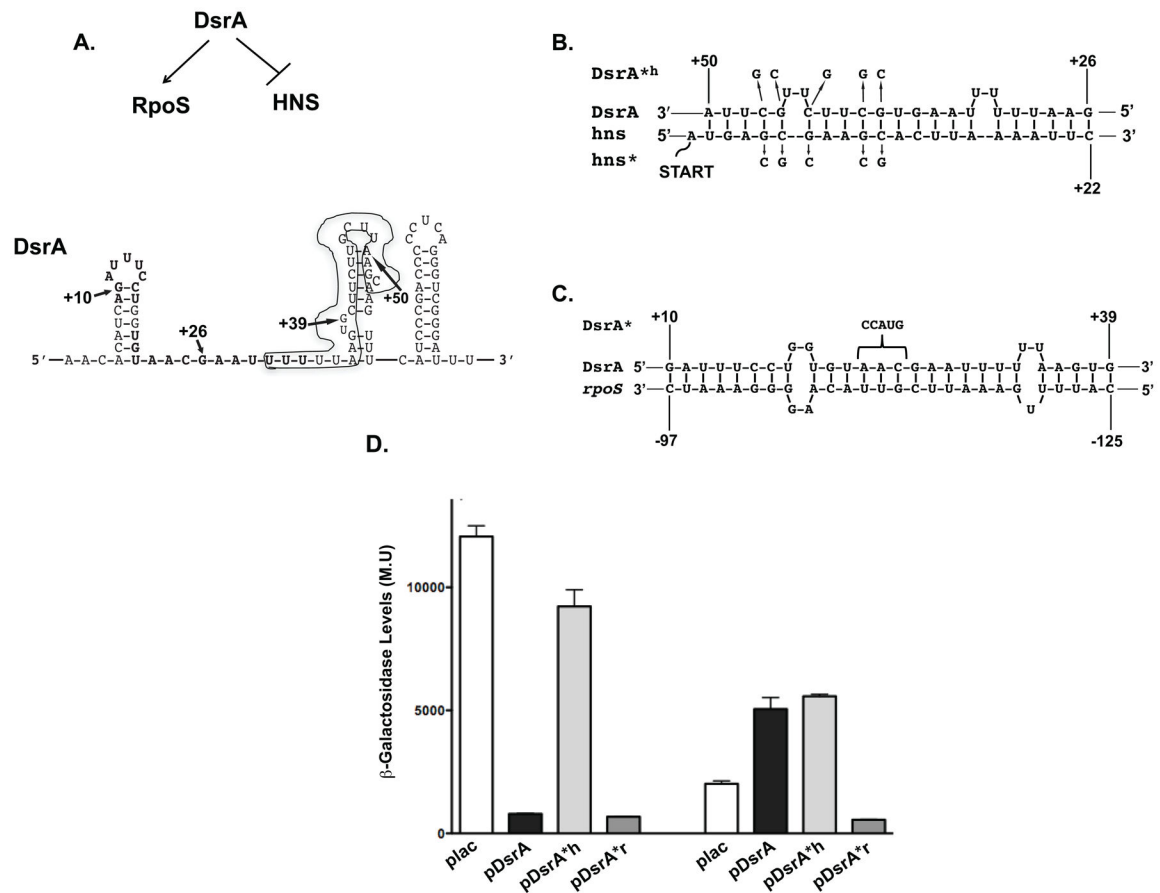 A.
DsrA
RpoS HNS
DsrA
+10
+26
+39
+50
5′ 3′
B.
+50 +26
DsrA*h G C G G C
U U U U
DsrA 3′ A U U C G C U U C G U G A A U U U U A A G 5′
hns 5′ A U G A G C - G A A G C A C U U A - A A A U U C 3′
hns* C G C C G
START
+22
C.
+10 +39
DsrA* CCAUG
G G U U
DsrA 5′ G A U U U C C U U G U A A C G A A U U U U A A G U G 3′
rpoS 3′ 5′
G-A U
-97 -125
D.
β-Galactosidase Levels (M.U)
10000
5000
0
plac pDsrA pDsrA*h pDsrA*r plac pDsrA pDsrA*h pDsrA*r